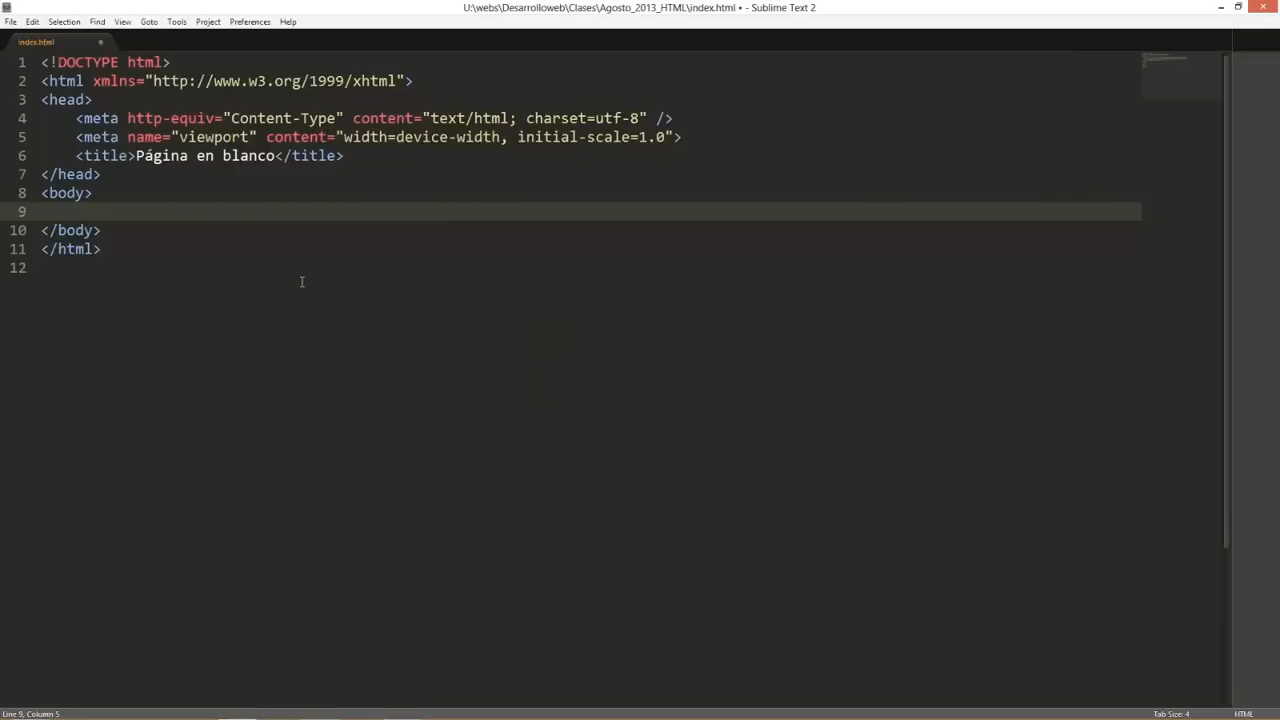 U:\webs\Desarrolloweb\Clases\Agosto_2013_HTML\index.html • - Sublime Text 2
File Edit Selection Find View Goto Tools Project Preferences Help
index.html
1 <!DOCTYPE html>
2 <html xmlns="http://www.w3.org/1999/xhtml">
3 <head>
4 <meta http-equiv="Content-Type" content="text/html; charset=utf-8" />
5 <meta name="viewport" content="width=device-width, initial-scale=1.0">
6 <title>Página en blanco</title>
7 </head>
8 <body>
9
10 </body>
11 </html>
12
Line 9, Column 5 Tab Size: 4 HTML